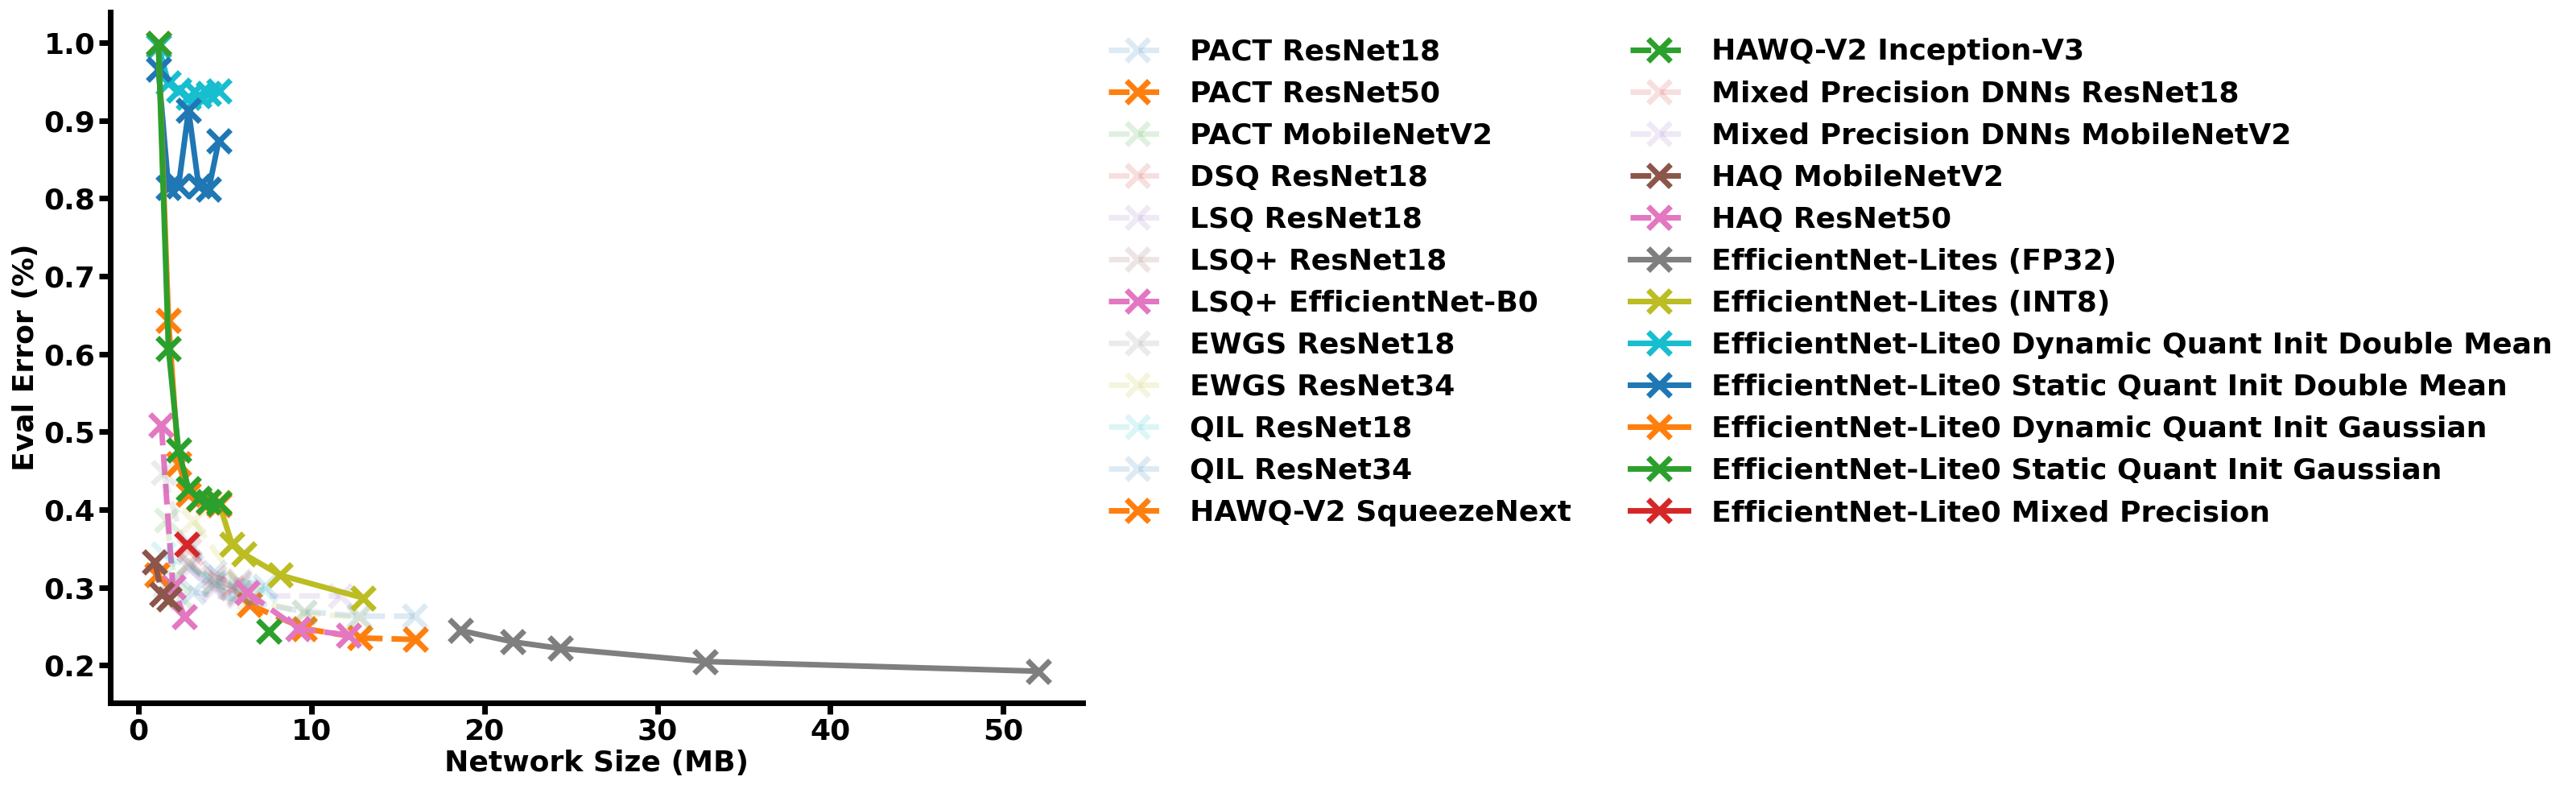 1.0
0.9
0.8
0.7
0.6
0.5
0.4
0.3
0.2
Eval Error (%)
0 10 20 30 40 50
Network Size (MB)
PACT ResNet18
PACT ResNet50
PACT MobileNetV2
DSQ ResNet18
LSQ ResNet18
LSQ+ ResNet18
LSQ+ EfficientNet-B0
EWGS ResNet18
EWGS ResNet34
QIL ResNet18
QIL ResNet34
HAWQ-V2 SqueezeNext
HAWQ-V2 Inception-V3
Mixed Precision DNNs ResNet18
Mixed Precision DNNs MobileNetV2
HAQ MobileNetV2
HAQ ResNet50
EfficientNet-Lites (FP32)
EfficientNet-Lites (INT8)
EfficientNet-Lite0 Dynamic Quant Init Double Mean
EfficientNet-Lite0 Static Quant Init Double Mean
EfficientNet-Lite0 Dynamic Quant Init Gaussian
EfficientNet-Lite0 Static Quant Init Gaussian
EfficientNet-Lite0 Mixed Precision